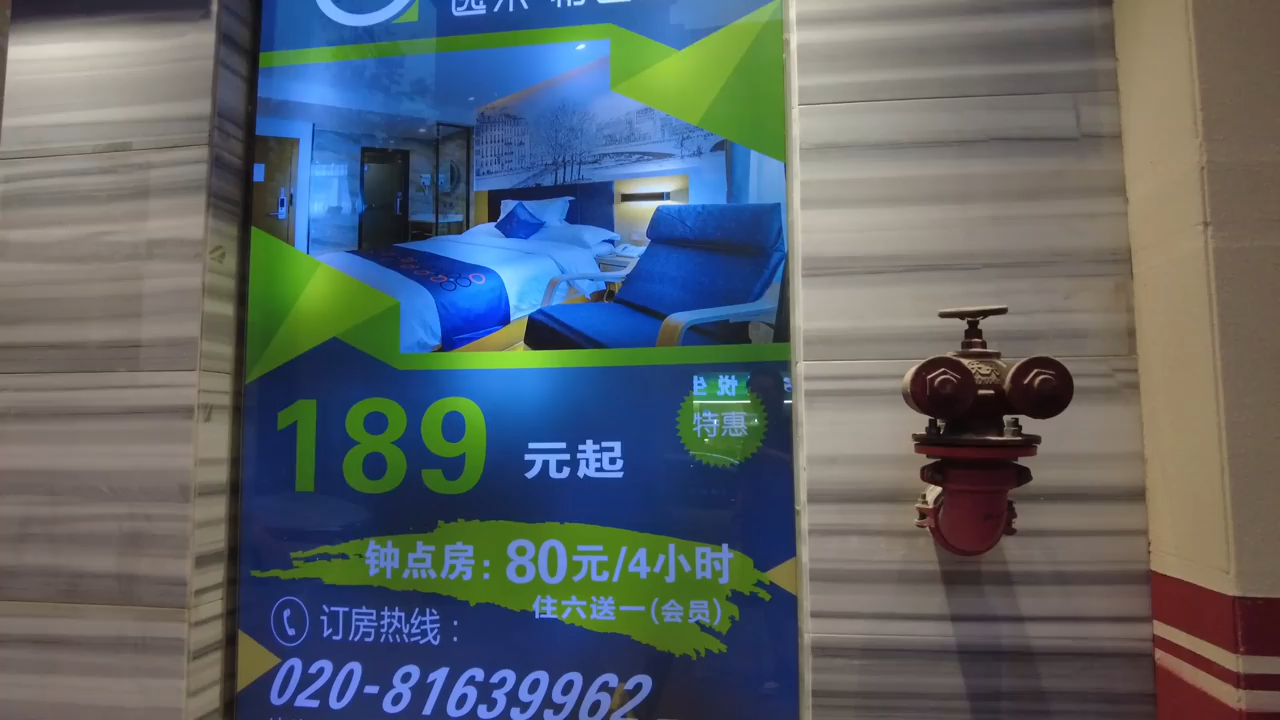 189 元起
特惠
钟点房: 80元/4小时
住六送一(会员)
订房热线:
020-81639962